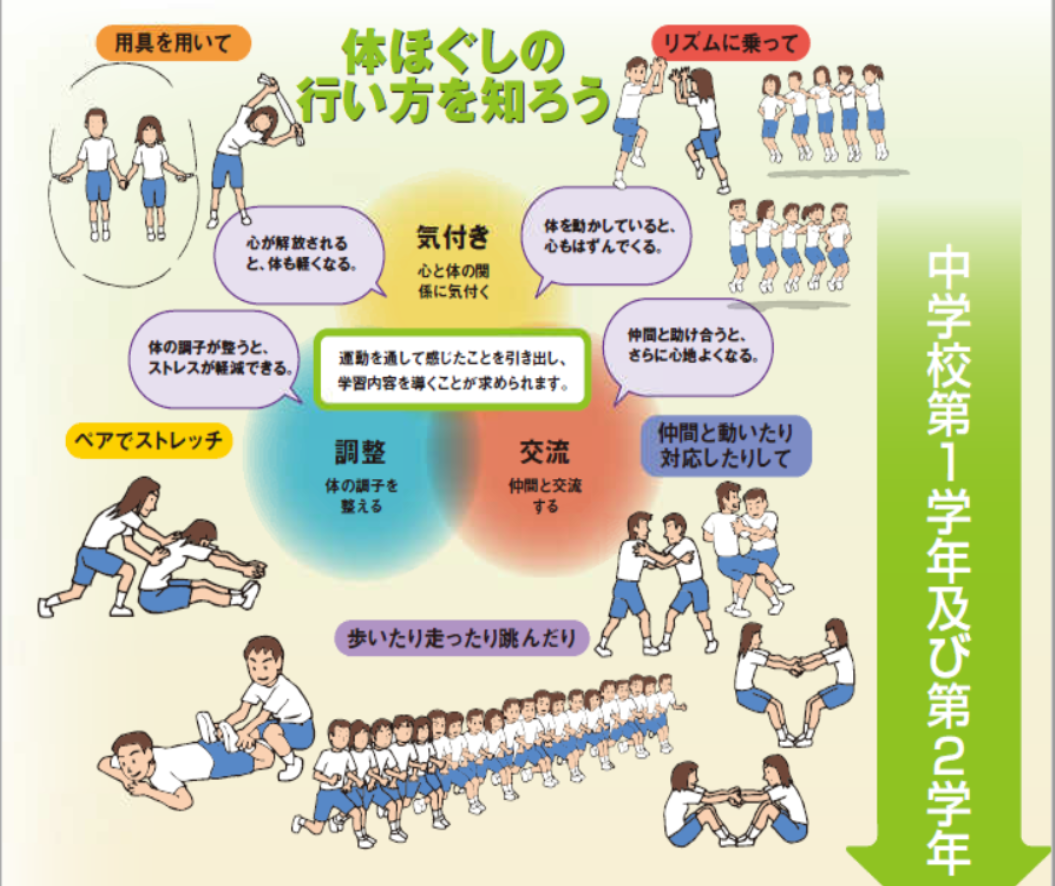 用具を用いて
体ほぐしの
行い方を知ろう
リズムに乗って
心が解放される
と、体も軽くなる。
気付き
心と体の関
係に気付く
体を動かしていると、
心もはずんでくる。
体の調子が整うと、
ストレスが軽減できる。
運動を通して感じたことを引き出し、
学習内容を導くことが求められます。
仲間と助け合うと、
さらに心地よくなる。
ペアでストレッチ
調整
体の調子を
整える
交流
仲間と交流
する
仲間と動いたり
対応したりして
歩いたり走ったり跳んだり
中学校第1学年及び第2学年